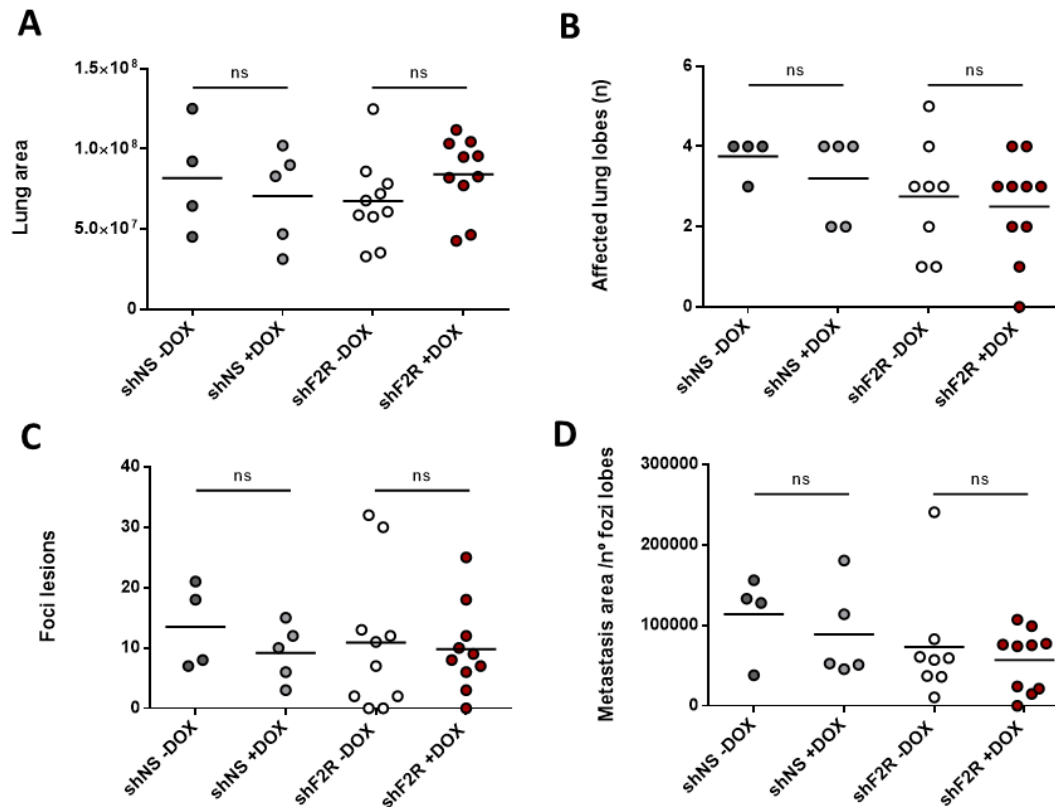 A
Lung area
1.5×10⁸
1.0×10⁸
5.0×10⁷
0
ns
ns
shNS -DOX
shNS +DOX
shF2R -DOX
shF2R +DOX
B
Affected lung lobes (n)
6
4
2
0
ns
ns
shNS -DOX
shNS +DOX
shF2R -DOX
shF2R +DOX
C
Foci lesions
40
30
20
10
0
ns
ns
shNS -DOX
shNS +DOX
shF2R -DOX
shF2R +DOX
D
Metastasis area /nº fozi lobes
300000
200000
100000
0
ns
ns
shNS -DOX
shNS +DOX
shF2R -DOX
shF2R +DOX